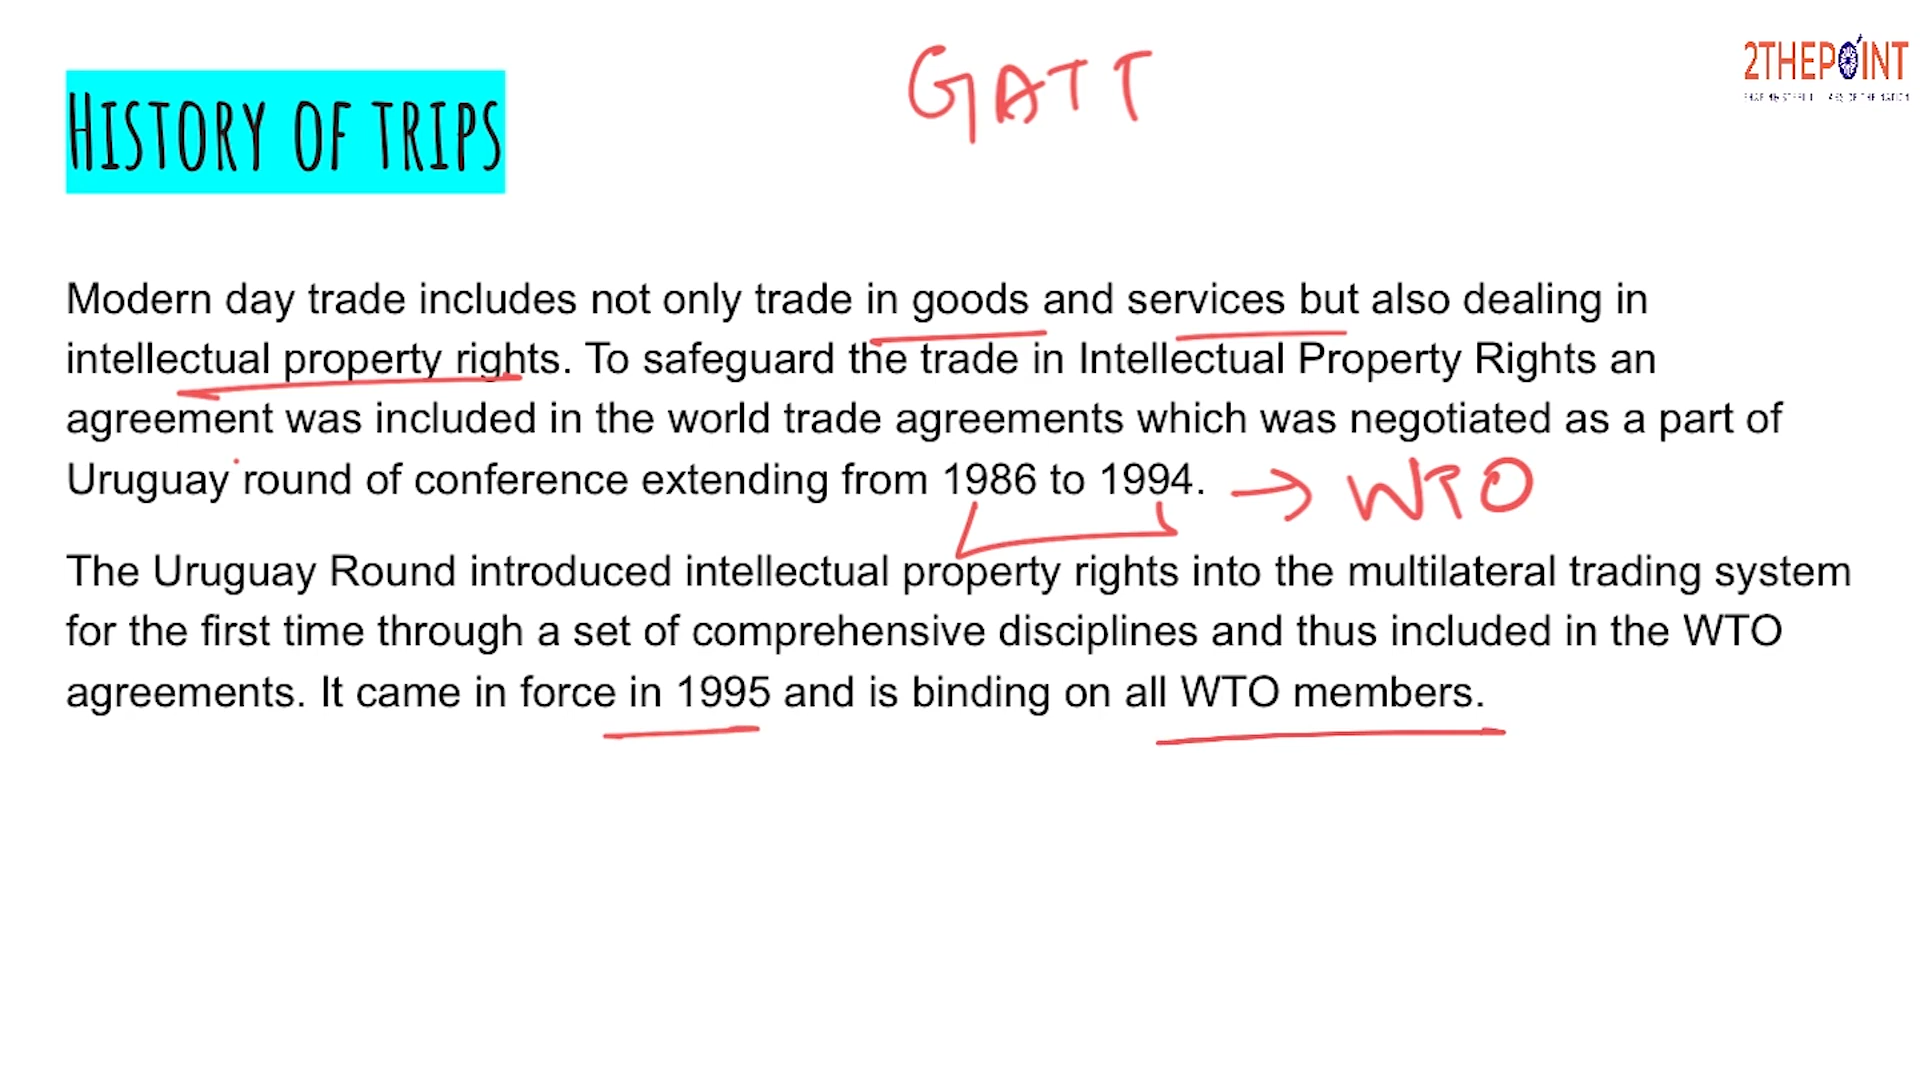 GATT
2THEPOINT
HISTORY OF TRIPS
Modern day trade includes not only trade in goods and services but also dealing in
intellectual property rights. To safeguard the trade in Intellectual Property Rights an
agreement was included in the world trade agreements which was negotiated as a part of
Uruguay round of conference extending from 1986 to 1994. → WTO
The Uruguay Round introduced intellectual property rights into the multilateral trading system
for the first time through a set of comprehensive disciplines and thus included in the WTO
agreements. It came in force in 1995 and is binding on all WTO members.